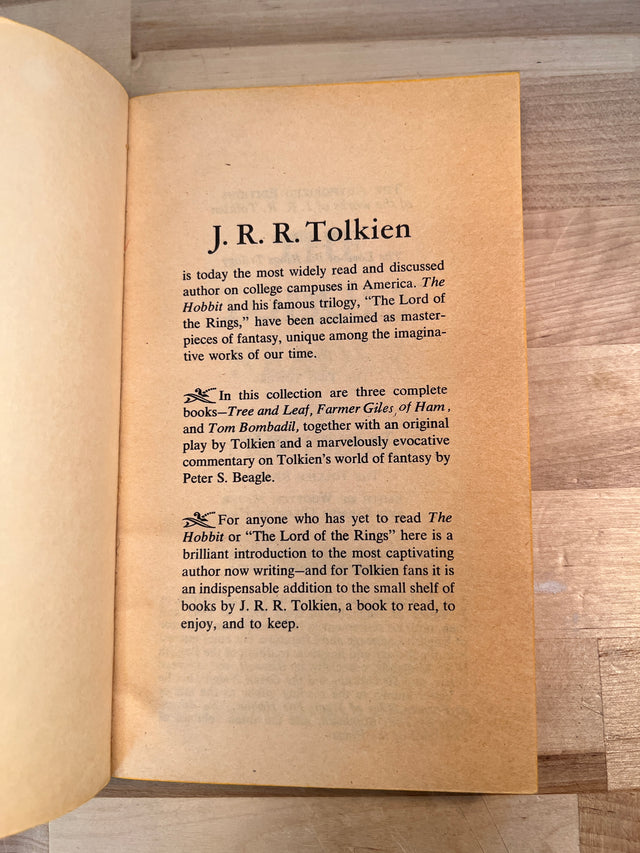 J. R. R. Tolkien
is today the most widely read and discussed
author on college campuses in America. The
Hobbit and his famous trilogy, “The Lord of
the Rings,” have been acclaimed as master-
pieces of fantasy, unique among the imagina-
tive works of our time.
In this collection are three complete
books—Tree and Leaf, Farmer Giles of Ham,
and Tom Bombadil, together with an original
play by Tolkien and a marvelously evocative
commentary on Tolkien’s world of fantasy by
Peter S. Beagle.
For anyone who has yet to read The
Hobbit or “The Lord of the Rings” here is a
brilliant introduction to the most captivating
author now writing—and for Tolkien fans it is
an indispensable addition to the small shelf of
books by J. R. R. Tolkien, a book to read, to
enjoy, and to keep.